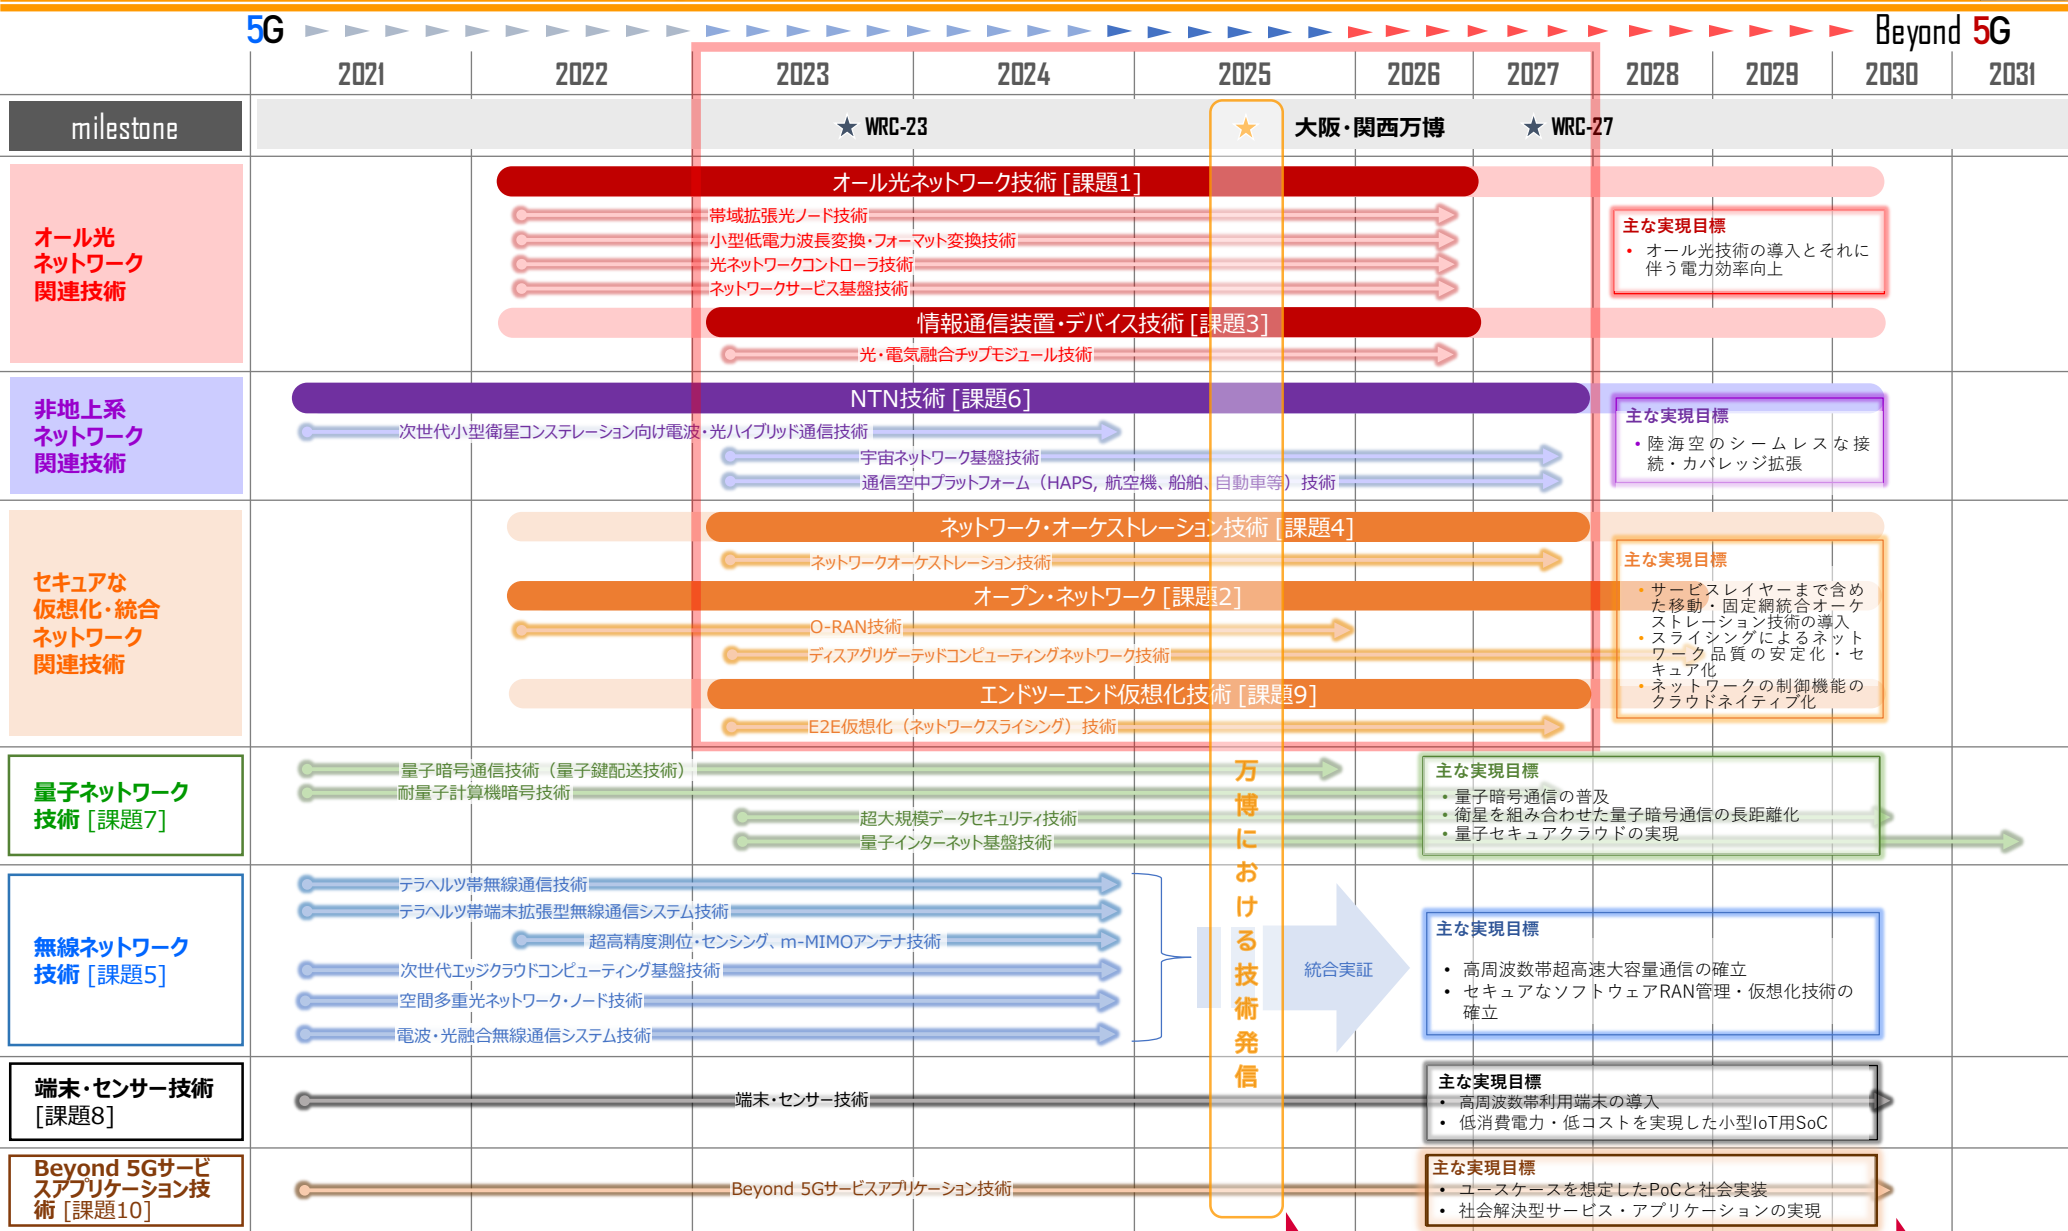 5G
Beyond 5G
2021 2022 2023 2024 2025 2026 2027 2028 2029 2030 2031
milestone
★ WRC-23
★
大阪・関西万博
★ WRC-27
オール光
ネットワーク
関連技術
オール光ネットワーク技術 [課題1]
帯域拡張光ノード技術
小型低電力波長変換・フォーマット変換技術
光ネットワークコントローラ技術
ネットワークサービス基盤技術
情報通信装置・デバイス技術 [課題3]
光・電気融合チップモジュール技術
主な実現目標
• オール光技術の導入とそれに
伴う電力効率向上
非地上系
ネットワーク
関連技術
NTN技術 [課題6]
次世代小型衛星コンステレーション向け電波・光ハイブリッド通信技術
宇宙ネットワーク基盤技術
通信空中プラットフォーム（HAPS, 航空機、船舶、自動車等）技術
主な実現目標
• 陸海空のシームレスな接
続・カバレッジ拡張
セキュアな
仮想化・統合
ネットワーク
関連技術
ネットワーク・オーケストレーション技術 [課題4]
ネットワークオーケストレーション技術
オープン・ネットワーク [課題2]
O-RAN技術
ディスアグリゲーテッドコンピューティングネットワーク技術
エンドツーエンド仮想化技術 [課題9]
E2E仮想化（ネットワークスライシング）技術
主な実現目標
• サービスレイヤーまで含め
た移動・固定網統合オーケ
ストレーション技術の導入
• スライシングによるネット
ワーク品質の安定化・セ
キュア化
• ネットワークの制御機能の
クラウドネイティブ化
量子ネットワーク
技術 [課題7]
量子暗号通信技術（量子鍵配送技術）
耐量子計算機暗号技術
超大規模データセキュリティ技術
量子インターネット基盤技術
主な実現目標
• 量子暗号通信の普及
• 衛星を組み合わせた量子暗号通信の長距離化
• 量子セキュアクラウドの実現
万博における技術発信
無線ネットワーク
技術 [課題5]
テラヘルツ帯無線通信技術
テラヘルツ帯端末拡張型無線通信システム技術
超高精度測位・センシング、m-MIMOアンテナ技術
次世代エッジクラウドコンピューティング基盤技術
空間多重光ネットワーク・ノード技術
電波・光融合無線通信システム技術
統合実証
主な実現目標
• 高周波数帯超高速大容量通信の確立
• セキュアなソフトウェアRAN管理・仮想化技術の
確立
端末・センサー技術
[課題8]
端末・センサー技術
主な実現目標
• 高周波数帯利用端末の導入
• 低消費電力・低コストを実現した小型IoT用SoC
Beyond 5Gサービ
スアプリケーション技
術 [課題10]
Beyond 5Gサービスアプリケーション技術
主な実現目標
• ユースケースを想定したPoCと社会実装
• 社会解決型サービス・アプリケーションの実現